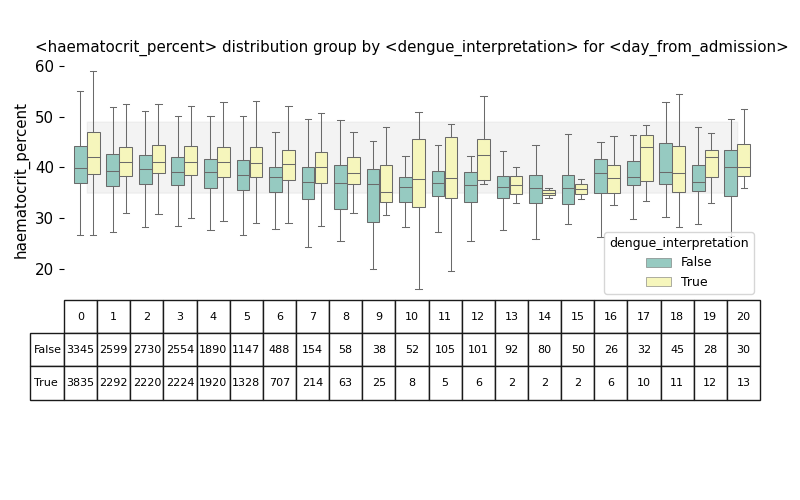 <haematocrit_percent> distribution group by <dengue_interpretation> for <day_from_admission>
60
50
40
30
20
haematocrit_percent
dengue_interpretation
False
True
0 1 2 3 4 5 6 7 8 9 10 11 12 13 14 15 16 17 18 19 20
False 3345 2599 2730 2554 1890 1147 488 154 58 38 52 105 101 92 80 50 26 32 45 28 30
True 3835 2292 2220 2224 1920 1328 707 214 63 25 8 5 6 2 2 2 6 10 11 12 13